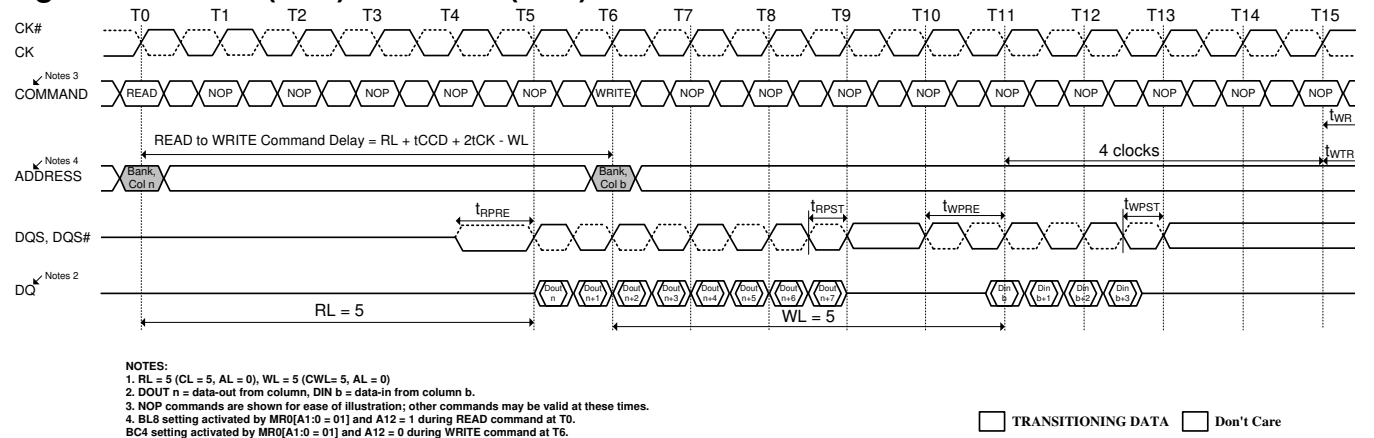 T0 T1 T2 T3 T4 T5 T6 T7 T8 T9 T10 T11 T12 T13 T14 T15
CK#
CK
Notes 3
COMMAND READ NOP NOP NOP NOP NOP WRITE NOP NOP NOP NOP NOP NOP NOP NOP NOP
tWR
READ to WRITE Command Delay = RL + tCCD + 2tCK - WL
4 clocks tWTR
Notes 4
ADDRESS
Bank, Col n
Bank, Col b
tRPRE tRPST tWPRE tWPST
DQS, DQS#
Notes 2
DQ
Dout n
Dout n+1
Dout n+2
Dout n+3
Dout n+4
Dout n+5
Dout n+6
Dout n+7
Din b
Din b+1
Din b+2
Din b+3
RL = 5 WL = 5
NOTES:
1. RL = 5 (CL = 5, AL = 0), WL = 5 (CWL= 5, AL = 0)
2. DOUT n = data-out from column, DIN b = data-in from column b.
3. NOP commands are shown for ease of illustration; other commands may be valid at these times.
4. BL8 setting activated by MR0[A1:0 = 01] and A12 = 1 during READ command at T0.
BC4 setting activated by MR0[A1:0 = 01] and A12 = 0 during WRITE command at T6.
TRANSITIONING DATA Don't Care